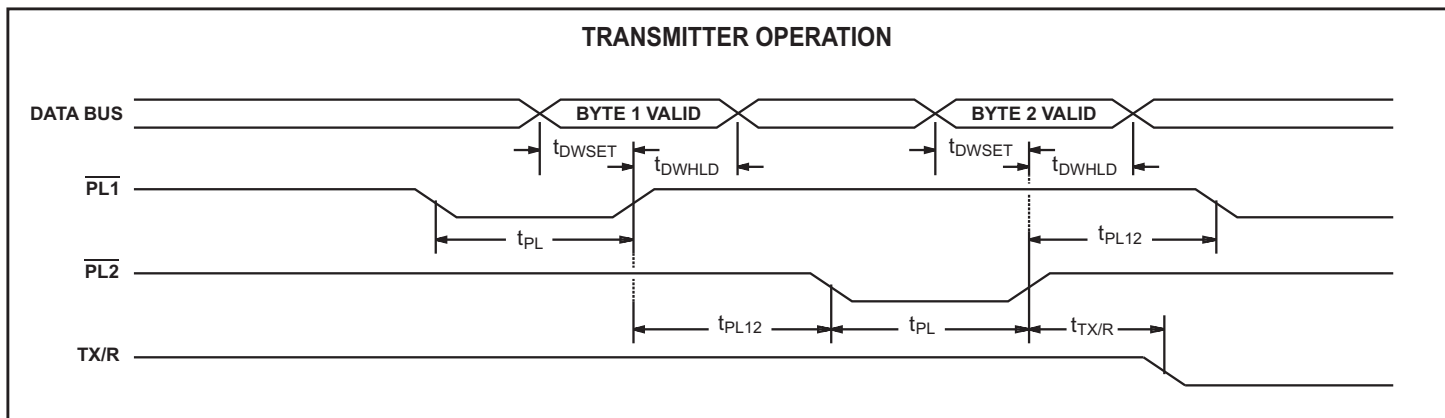 TRANSMITTER OPERATION
DATA BUS BYTE 1 VALID BYTE 2 VALID
tDWSET tDWHLD tDWSET tDWHLD
PL1
tPL tPL12
PL2
tPL12 tPL tTX/R
TX/R